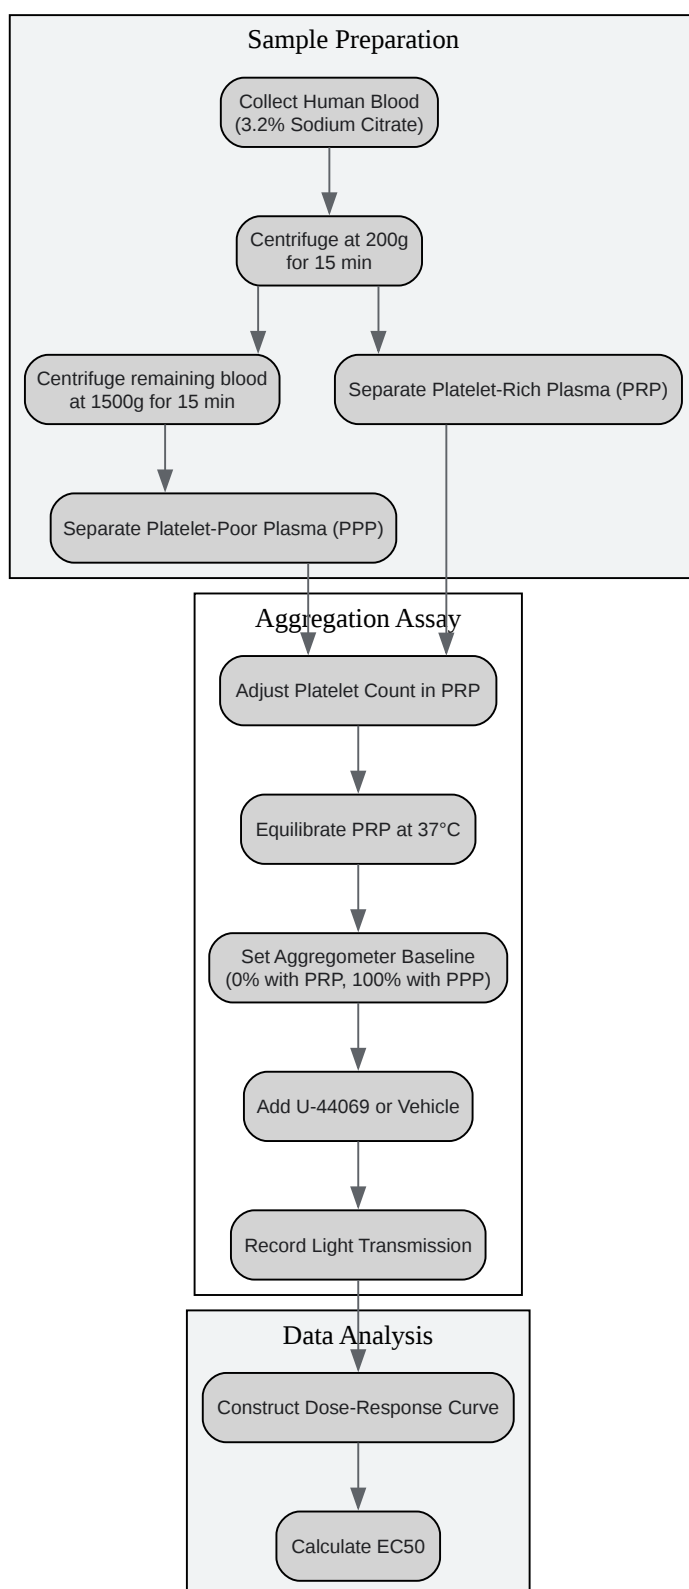 Sample Preparation
Collect Human Blood
(3.2% Sodium Citrate)
Centrifuge at 200g
for 15 min
Centrifuge remaining blood
at 1500g for 15 min
Separate Platelet-Rich Plasma (PRP)
Separate Platelet-Poor Plasma (PPP)
Aggregation Assay
Adjust Platelet Count in PRP
Equilibrate PRP at 37°C
Set Aggregometer Baseline
(0% with PRP, 100% with PPP)
Add U-44069 or Vehicle
Record Light Transmission
Data Analysis
Construct Dose-Response Curve
Calculate EC50